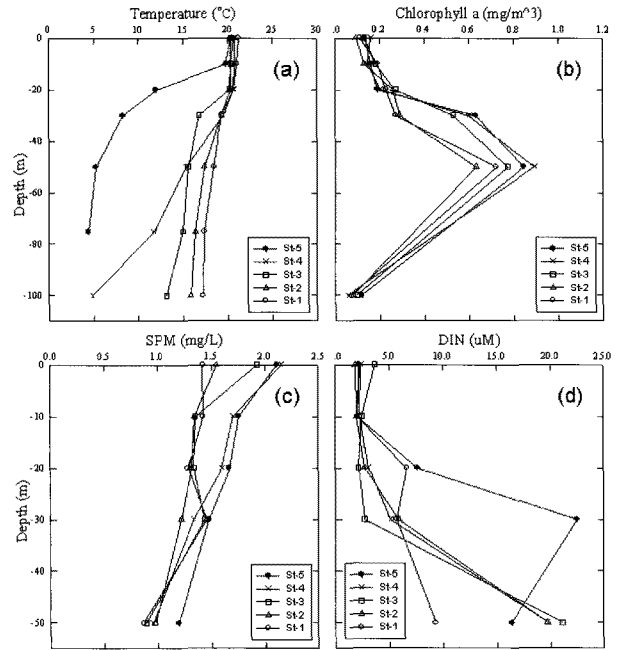 Temperature (°C)
0 5 10 15 20 25 30
0
-20
-40
-60
-80
-100
Depth (m)
(a)
St-5
St-4
St-3
St-2
St-1
Chlorophyll a (mg/m^3)
0.0 0.2 0.4 0.6 0.8 1.0 1.2
(b)
St-5
St-4
St-3
St-2
St-1
SPM (mg/L)
0.0 0.5 1.0 1.5 2.0 2.5
0
-10
-20
-30
-40
-50
Depth (m)
(c)
St-5
St-4
St-3
St-2
St-1
DIN (uM)
.0 5.0 10.0 15.0 20.0 25.0
(d)
St-5
St-4
St-3
St-2
St-1